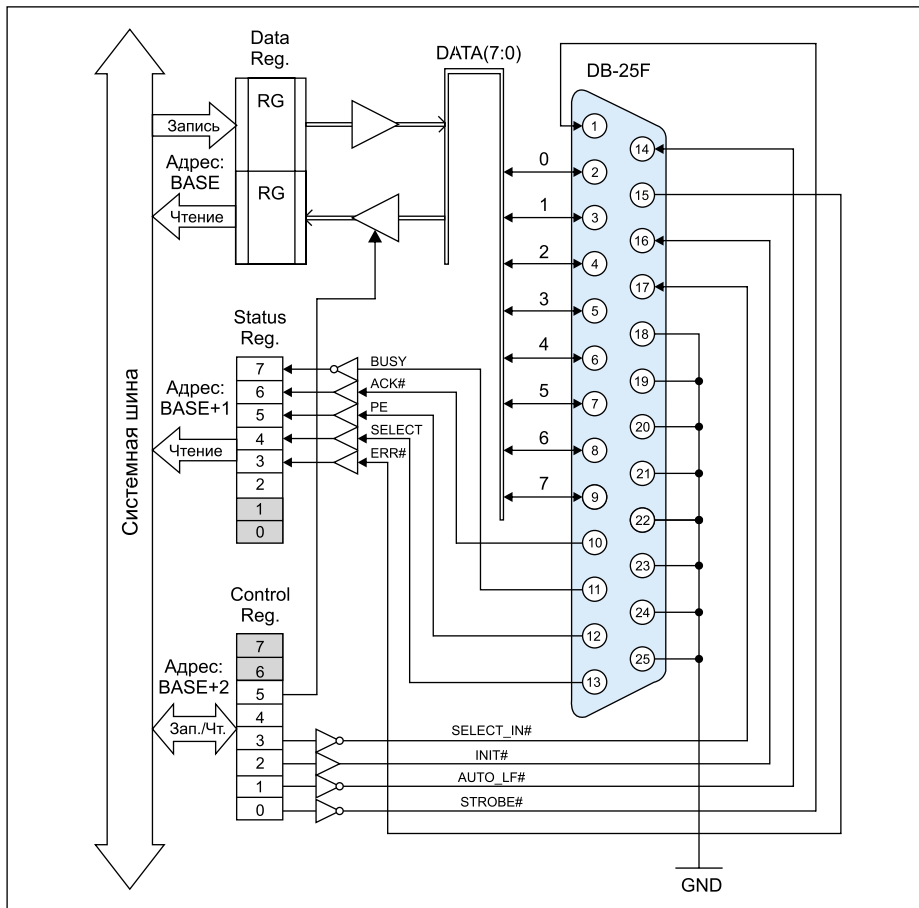 Data
Reg.
DATA(7:0)
DB-25F
RG
Запись
Адрес:
BASE
RG
Чтение
Системная шина
0
1
2
3
4
5
6
7
1
2
3
4
5
6
7
8
9
10
11
12
13
14
15
16
17
18
19
20
21
22
23
24
25
Status
Reg.
Адрес:
BASE+1
Чтение
7
6
5
4
3
2
1
0
BUSY
ACK#
PE
SELECT
ERR#
Control
Reg.
Адрес:
BASE+2
Зап./Чт.
7
6
5
4
3
2
1
0
SELECT_IN#
INIT#
AUTO_LF#
STROBE#
GND